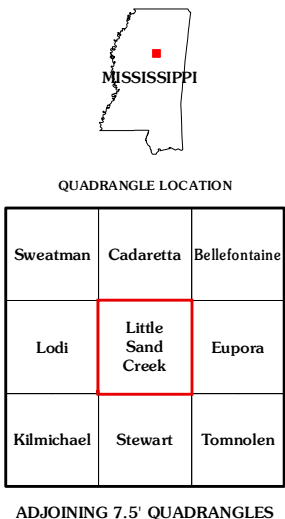 MISSISSIPPI
QUADRANGLE LOCATION
Sweatman Cadaretta Bellefontaine
Lodi Little Sand Creek Eupora
Kilmichael Stewart Tomnolen
ADJOINING 7.5' QUADRANGLES